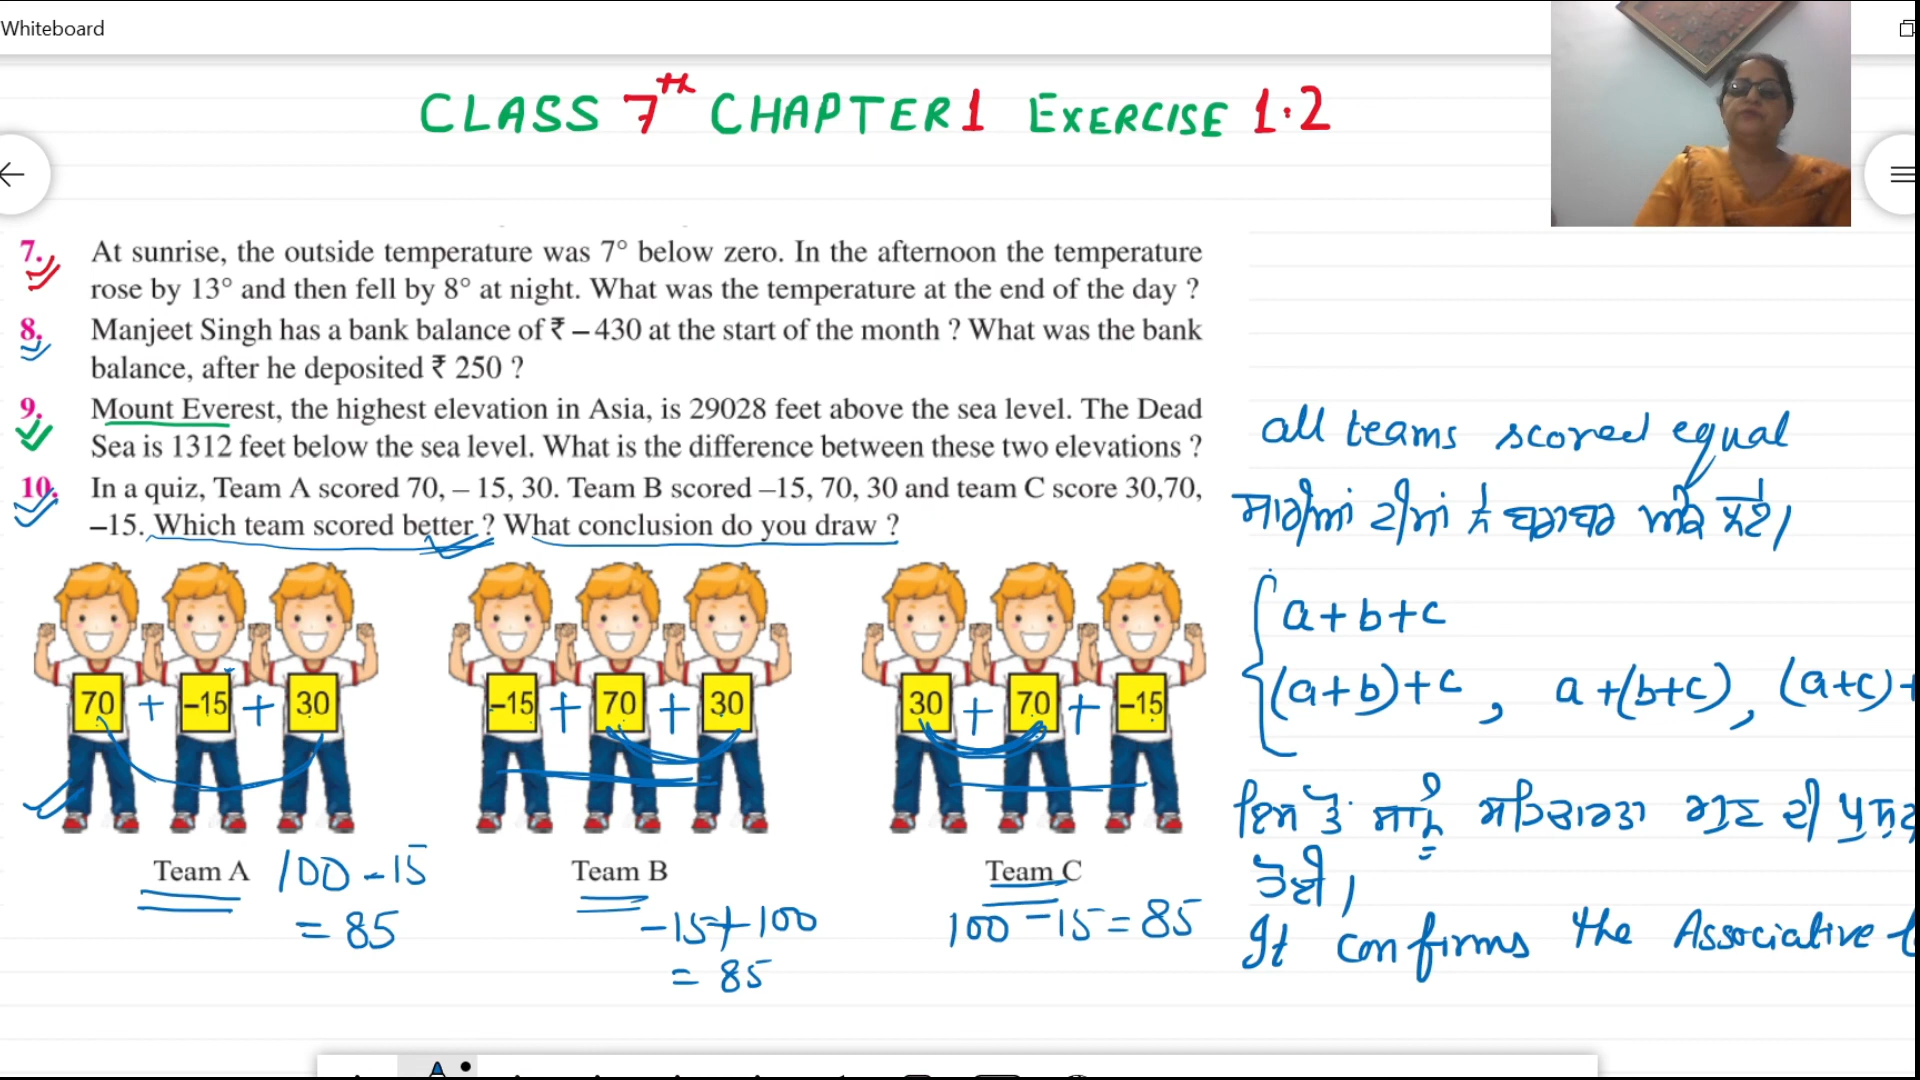 Whiteboard
CLASS 7th CHAPTER 1 EXERCISE 1.2
7. At sunrise, the outside temperature was 7° below zero. In the afternoon the temperature
rose by 13° and then fell by 8° at night. What was the temperature at the end of the day ?
8. Manjeet Singh has a bank balance of ₹ – 430 at the start of the month ? What was the bank
balance, after he deposited ₹ 250 ?
9. Mount Everest, the highest elevation in Asia, is 29028 feet above the sea level. The Dead
Sea is 1312 feet below the sea level. What is the difference between these two elevations ?
10. In a quiz, Team A scored 70, – 15, 30. Team B scored –15, 70, 30 and team C score 30,70,
–15. Which team scored better ? What conclusion do you draw ?
70 + –15 + 30
–15 + 70 + 30
30 + 70 + –15
Team A
100 - 15
= 85
Team B
-15 + 100
= 85
Team C
100 - 15 = 85
all teams scored equal
ਸਾਰੀਆਂ ਟੀਮਾਂ ਨੇ ਬਰਾਬਰ ਅੰਕ
a+b+c
(a+b)+c , a+(b+c), (a+c)+
ਇਸ ਤੋਂ ਸਾਨੂੰ ਸਹਿਚਾਰਤਾ ਗੁਣ ਦੀ
It confirms the Associative